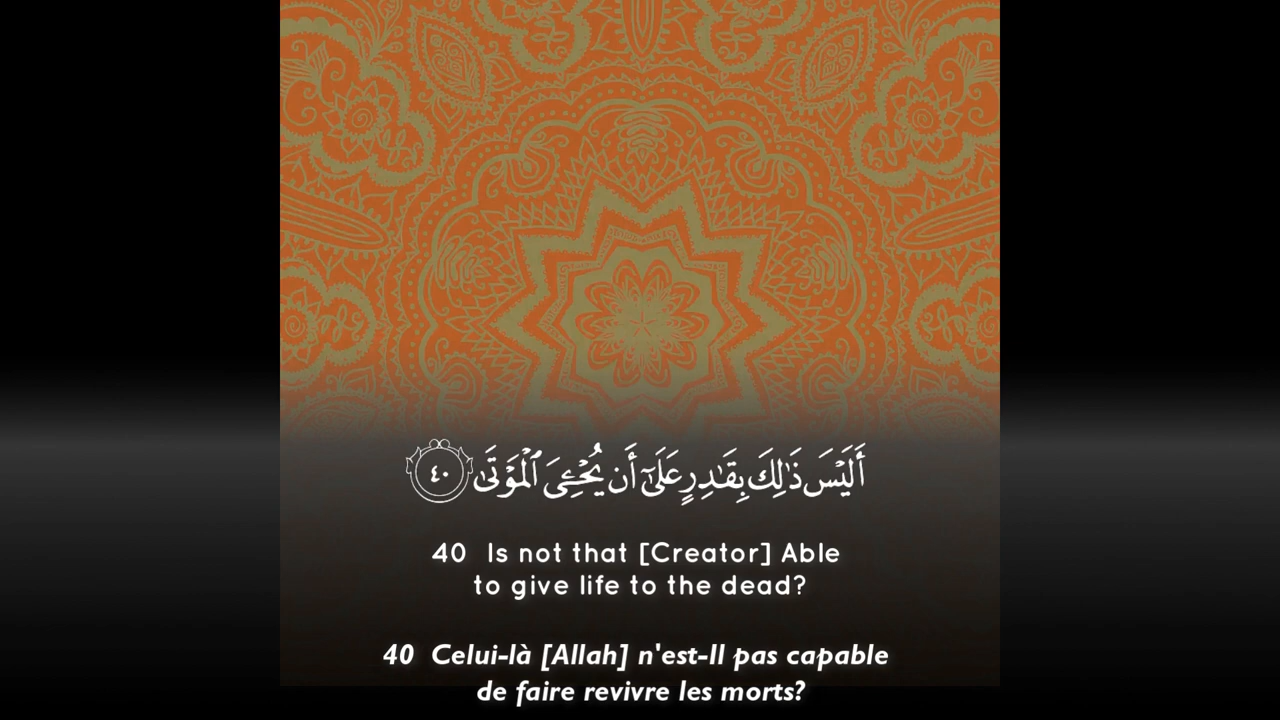 أَلَيْسَ ذَٰلِكَ بِقَـٰدِرٍ عَلَىٰٓ أَن يُحْـِۧىَ ٱلْمَوْتَىٰ ٤٠
40 Is not that [Creator] Able
to give life to the dead?
40 Celui-là [Allah] n'est-Il pas capable
de faire revivre les morts?